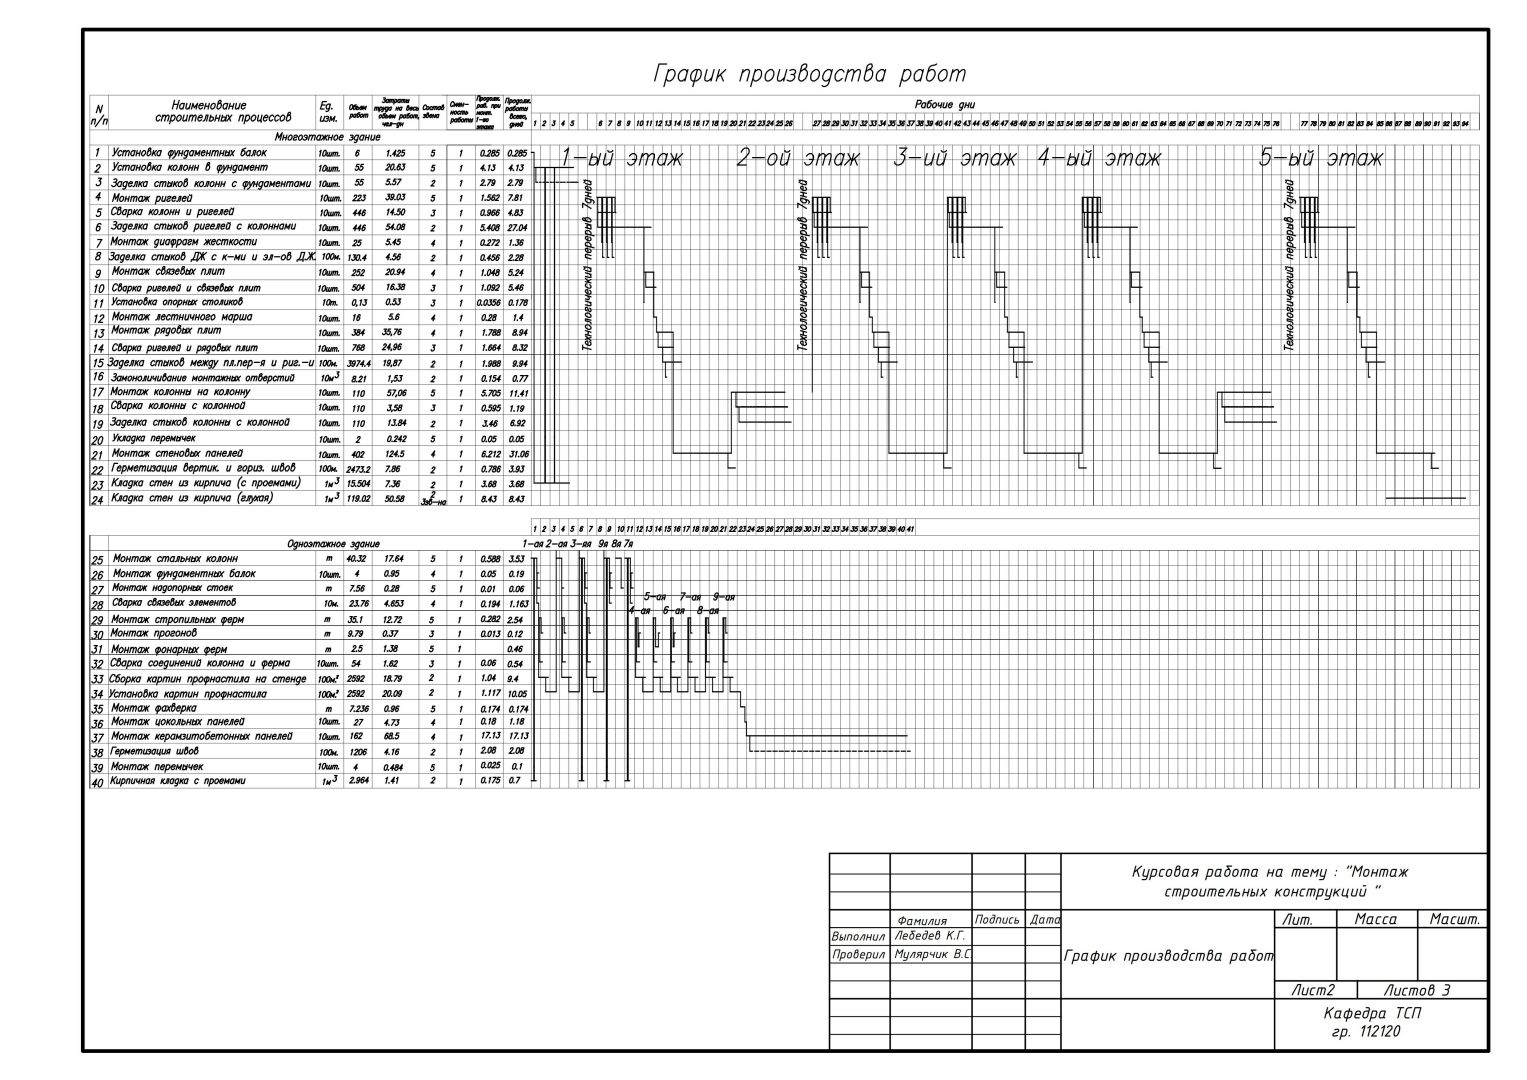 График производства работ
N п/п
Наименование строительных процессов
Ед. изм.
Объем работ
Затраты труда на весь объем работ, чел-дн
Состав звена
Смен-ность работы
Продолж. раб. при монт. 1-го этажа
Продолж. работы всего, дней
Рабочие дни
1 2 3 4 5 6 7 8 9 10 11 12 13 14 15 16 17 18 19 20 21 22 23 24 25 26 27 28 29 30 31 32 33 34 35 36 37 38 39 40 41 42 43 44 45 46 47 48 49 50 51 52 53 54 55 56 57 58 59 60 61 62 63 64 65 66 67 68 69 70 71 72 73 74 75 76 77 78 79 80 81 82 83 84 85 86 87 88 89 90 91 92 93 94
Многоэтажное здание
1-ый этаж 2-ой этаж 3-ий этаж 4-ый этаж 5-ый этаж
Технологический перерыв 7дней
Технологический перерыв 7дней
Технологический перерыв 7дней
1 Установка фундаментных балок 10шт. 6 1.425 5 1 0.285 0.285
2 Установка колонн в фундамент 10шт. 55 20.63 5 1 4.13 4.13
3 Заделка стыков колонн с фундаментами 10шт. 55 5.57 2 1 2.79 2.79
4 Монтаж ригелей 10шт. 223 39.03 5 1 1.562 7.81
5 Сварка колонн и ригелей 10шт. 446 14.50 3 1 0.966 4.83
6 Заделка стыков ригелей с колоннами 10шт. 446 54.08 2 1 5.408 27.04
7 Монтаж диафрагм жесткости 10шт. 25 5.45 4 1 0.272 1.36
8 Заделка стыков ДЖ с к-ми и эл-ов ДЖ. 100м. 130.4 4.56 2 1 0.456 2.28
9 Монтаж связевых плит 10шт. 252 20.94 4 1 1.048 5.24
10 Сварка ригелей и связевых плит 10шт. 504 16.38 3 1 1.092 5.46
11 Установка опорных столиков 10т. 0,13 0.53 3 1 0.0356 0.178
12 Монтаж лестничного марша 10шт. 16 5.6 4 1 0.28 1.4
13 Монтаж рядовых плит 10шт. 384 35,76 4 1 1.788 8.94
14 Сварка ригелей и рядовых плит 10шт. 768 24,96 3 1 1.664 8.32
15 Заделка стыков между пл.пер-я и риг.-и 100м. 3974.4 19,87 2 1 1.988 9.94
16 Замоноличивание монтажных отверстий 10м3 8.21 1,53 2 1 0.154 0.77
17 Монтаж колонны на колонну 10шт. 110 57,06 5 1 5.705 11.41
18 Сварка колонны с колонной 10шт. 110 3,58 3 1 0.595 1.19
19 Заделка стыков колонны с колонной 10шт. 110 13.84 2 1 3.46 6.92
20 Укладка перемычек 10шт. 2 0.242 5 1 0.05 0.05
21 Монтаж стеновых панелей 10шт. 402 124.5 4 1 6.212 31.06
22 Герметизация вертик. и гориз. швов 100м. 2473.2 7.86 2 1 0.786 3.93
23 Кладка стен из кирпича (с проемами) 1м3 15.504 7.36 2 1 3.68 3.68
24 Кладка стен из кирпича (глухая) 1м3 119.02 50.58 2 3зв-на 1 8.43 8.43
1 2 3 4 5 6 7 8 9 10 11 12 13 14 15 16 17 18 19 20 21 22 23 24 25 26 27 28 29 30 31 32 33 34 35 36 37 38 39 40 41
Одноэтажное здание
1-ая 2-ая 3-яя 9я 8я 7я
5-ая 7-ая 9-ая
4-ая 6-ая 8-ая
25 Монтаж стальных колонн т 40.32 17.64 5 1 0.588 3.53
26 Монтаж фундаментных балок 10шт. 4 0.95 4 1 0.05 0.19
27 Монтаж надопорных стоек т 7.56 0.28 5 1 0.01 0.06
28 Сварка связевых элементов 10м. 23.76 4.653 4 1 0.194 1.163
29 Монтаж стропильных ферм т 35.1 12.72 5 1 0.282 2.54
30 Монтаж прогонов т 9.79 0.37 3 1 0.013 0.12
31 Монтаж фонарных ферм т 2.5 1.38 5 1 0.46
32 Сварка соединений колонна и ферма 10шт. 54 1.62 3 1 0.06 0.54
33 Сборка картин профнастила на стенде 100м.2 2592 18.79 2 1 1.04 9.4
34 Установка картин профнастила 100м.2 2592 20.09 2 1 1.117 10.05
35 Монтаж фахверка т 7.236 0.96 5 1 0.174 0.174
36 Монтаж цокольных панелей 10шт. 27 4.73 4 1 0.18 1.18
37 Монтаж керамзитобетонных панелей 10шт. 162 68.5 4 1 17.13 17.13
38 Герметизация швов 100м. 1206 4.16 2 1 2.08 2.08
39 Монтаж перемычек 10шт. 4 0.484 5 1 0.025 0.1
40 Кирпичная кладка с проемами 1м3 2.964 1.41 2 1 0.175 0.7
Курсовая работа на тему : "Монтаж
строительных конструкций "
Фамилия Подпись Дата
Выполнил Лебедев К.Г.
Проверил Мулярчик В.С.
График производства работ
Лит. Масса Масшт.
Лист2 Листов 3
Кафедра ТСП
гр. 112120